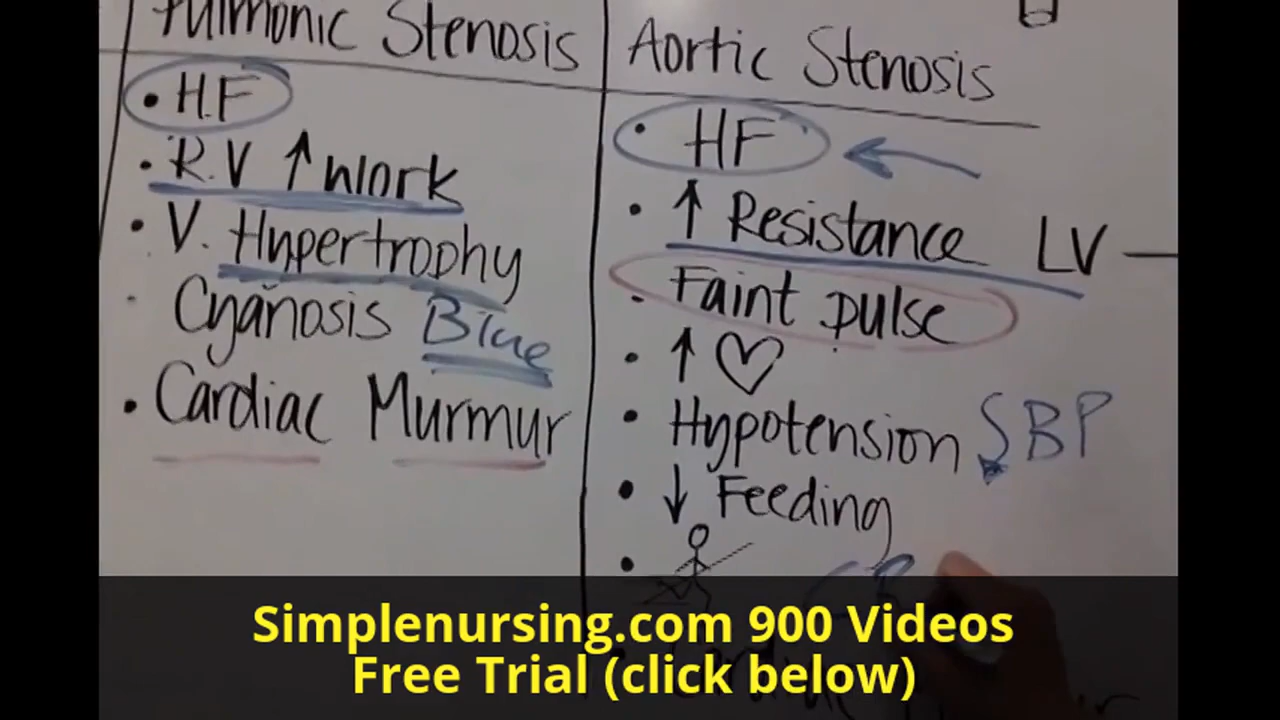 Pulmonic Stenosis
• H.F
• R.V ↑ Work
• V. Hypertrophy
• Cyanosis Blue
• Cardiac Murmur
Aortic Stenosis
• HF ←
• ↑ Resistance LV –
• Faint pulse
• ↑ ♡
• Hypotension ↓BP
• ↓ Feeding
•
Simplenursing.com 900 Videos
Free Trial (click below)